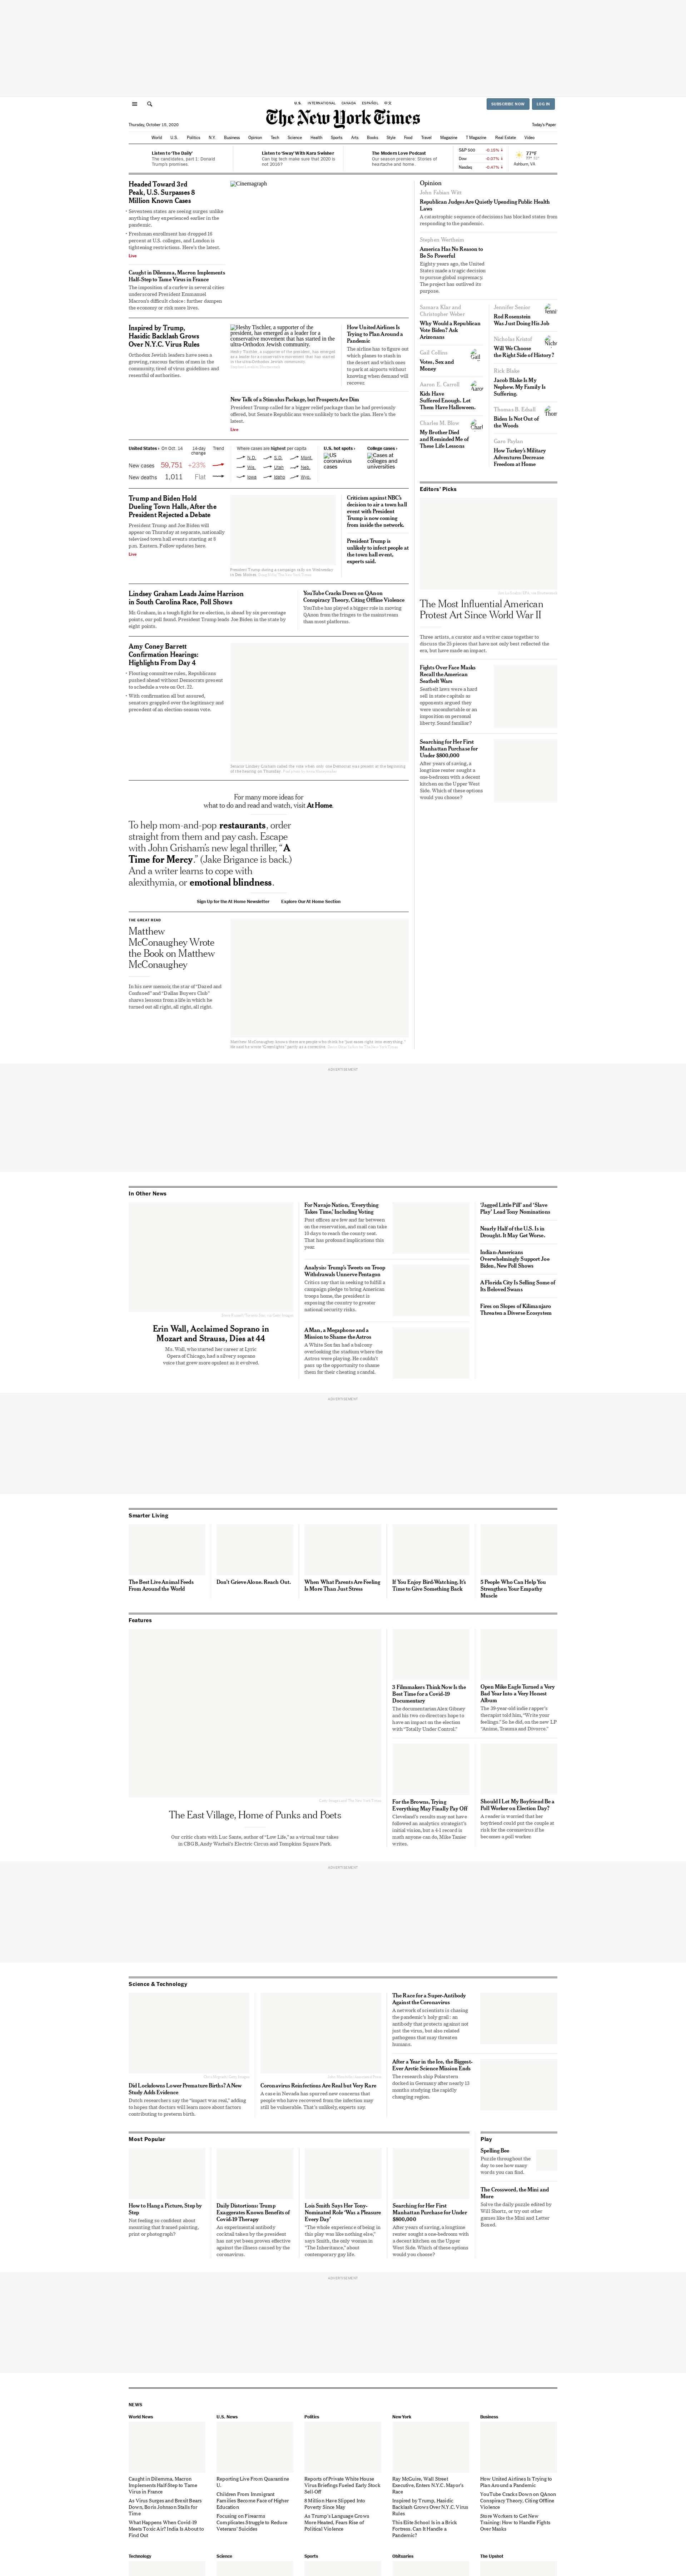 U.S.
INTERNATIONAL
CANADA
ESPAÑOL
中文
SUBSCRIBE NOW
LOG IN
The New York Times
Thursday, October 15, 2020
Today's Paper
World
U.S.
Politics
N.Y.
Business
Opinion
Tech
Science
Health
Sports
Arts
Books
Style
Food
Travel
Magazine
T Magazine
Real Estate
Video
Listen to 'The Daily'
The candidates, part 1: Donald
Trump's promises.
Listen to 'Sway' With Kara Swisher
Can big tech make sure that 2020 is
not 2016?
The Modern Love Podcast
Our season premiere: Stories of
heartache and home.
S&P 500
-0.15%
Dow
-0.07%
Nasdaq
-0.47%
77°F
Ashburn, VA
Headed Toward 3rd
Peak, U.S. Surpasses 8
Million Known Cases
Seventeen states are seeing surges unlike
anything they experienced earlier in the
pandemic.
Freshman enrollment has dropped 16
percent at U.S. colleges, and London is
tightening restrictions. Here's the latest.
Live
Caught in Dilemma, Macron Implements
Half-Step to Tame Virus in France
The imposition of a curfew in several cities
underscored President Emmanuel
Macron's difficult choice: further dampen
the economy or risk more lives.
Cinemagraph
Inspired by Trump,
Hasidic Backlash Grows
Over N.Y.C. Virus Rules
Orthodox Jewish leaders have seen a
growing, raucous faction of men in the
community, tired of virus guidelines and
resentful of authorities.
Heshy Tischler, a supporter of the
president, has emerged as a leader for a
conservative movement that has started in
the ultra-Orthodox Jewish community.
Heshy Tischler, a supporter of the president, has emerged
as a leader for a conservative movement that has started
in the ultra-Orthodox Jewish community.
How United Airlines Is
Trying to Plan Around a
Pandemic
The airline has to figure out
which planes to stash in
the desert and which ones
to park at airports without
knowing when demand will
recover.
New Talk of a Stimulus Package, but Prospects Are Dim
President Trump called for a bigger relief package than he had previously
offered, but Senate Republicans were unlikely to back the plan. Here's the
latest.
Live
United States ›
On Oct. 14
14-day
change
Trend
New cases
59,751
+23%
New deaths
1,011
Flat
Where cases are highest per capita
N.D.
S.D.
Mont.
Wis.
Utah
Neb.
Iowa
Idaho
Wyo.
U.S. hot spots ›
US
coronavirus
cases
College cases ›
Cases at
colleges and
universities
Trump and Biden Hold
Dueling Town Halls, After the
President Rejected a Debate
President Trump and Joe Biden will
appear on Thursday at separate, nationally
televised town hall events starting at 8
p.m. Eastern. Follow updates here.
Live
President Trump during a campaign rally on Wednesday
in Des Moines.
Criticism against NBC's
decision to air a town hall
event with President
Trump is now coming
from inside the network.
President Trump is
unlikely to infect people at
the town hall event,
experts said.
Lindsey Graham Leads Jaime Harrison
in South Carolina Race, Poll Shows
Mr. Graham, in a tough fight for re-election, is ahead by six percentage
points, our poll found. President Trump leads Joe Biden in the state by
eight points.
YouTube Cracks Down on QAnon
Conspiracy Theory, Citing Offline Violence
YouTube has played a bigger role in moving
QAnon from the fringes to the mainstream
than most platforms.
Amy Coney Barrett
Confirmation Hearings:
Highlights From Day 4
Flouting committee rules, Republicans
pushed ahead without Democrats present
to schedule a vote on Oct. 22.
With confirmation all but assured,
senators grappled over the legitimacy and
precedent of an election-season vote.
Senator Lindsey Graham called the vote when only one Democrat was present at the beginning
of the hearing on Thursday.
For many more ideas for
what to do and read and watch, visit At Home.
To help mom-and-pop restaurants, order
straight from them and pay cash. Escape
with John Grisham's new legal thriller, "A
Time for Mercy." (Jake Brigance is back.)
And a writer learns to cope with
alexithymia, or emotional blindness.
Sign Up for the At Home Newsletter
Explore Our At Home Section
THE GREAT READ
Matthew
McConaughey Wrote
the Book on Matthew
McConaughey
In his new memoir, the star of "Dazed and
Confused" and "Dallas Buyers Club"
shares lessons from a life in which he
turned out all right, all right, all right.
Opinion
John Fabian Witt
Republican Judges Are Quietly Upending Public Health
Laws
A catastrophic sequence of decisions has blocked states from
responding to the pandemic.
Stephen Wertheim
America Has No Reason to
Be So Powerful
Eighty years ago, the United
States made a tragic decision
to pursue global supremacy.
The project has outlived its
purpose.
Samara Klar and
Christopher Weber
Why Would a Republican
Vote Biden? Ask
Arizonans
Gail Collins
Votes, Sex and
Money
Aaron E. Carroll
Kids Have
Suffered Enough. Let
Them Have Halloween.
Charles M. Blow
My Brother Died
and Reminded Me of
These Life Lessons
Jennifer Senior
Rod Rosenstein
Was Just Doing His Job
Nicholas Kristof
Will We Choose
the Right Side of History?
Rick Blake
Jacob Blake Is My
Nephew, My Family Is
Suffering.
Thomas B. Edsall
Biden Is Not Out of
the Woods
Gare Payton
How Turkey's Military
Adventures Decrease
Freedom at Home
Editors' Picks
The Most Influential American
Protest Art Since World War II
Three artists, a curator and a writer came together to
discuss the 25 pieces that have not only best reflected the
era, but have made an impact.
Fights Over Face Masks
Recall the American
Seatbelt Wars
Seatbelt laws were a hard
sell in state capitals as
opponents argued they
were uncomfortable or an
imposition on personal
liberty. Sound familiar?
Searching for Her First
Manhattan Purchase for
Under $800,000
After years of saving, a
longtime renter sought a
one-bedroom with a decent
kitchen on the Upper West
Side. Which of these options
would you choose?
ADVERTISEMENT
In Other News
Erin Wall, Acclaimed Soprano in
Mozart and Strauss, Dies at 44
Ms. Wall, who started her career at Lyric
Opera of Chicago, had a silvery soprano
voice that grew more opulent as it evolved.
For Navajo Nation, 'Everything
Takes Time,' Including Voting
Post offices are few and far between
on the reservation, and mail can take
10 days to reach the county seat.
That has profound implications this
year.
Analysis: Trump's Tweets on Troop
Withdrawals Unnerve Pentagon
Critics say that in seeking to fulfill a
campaign pledge to bring American
troops home, the president is
exposing the country to greater
national security risks.
A Man, a Megaphone and a
Mission to Shame the Astros
A White Sox fan had a balcony
overlooking the stadium where the
Astros were playing. He couldn't
pass up the opportunity to shame
them for their cheating scandal.
'Jagged Little Pill' and 'Slave
Play' Lead Tony Nominations
Nearly Half of the U.S. Is in
Drought. It May Get Worse.
Indian-Americans
Overwhelmingly Support Joe
Biden, New Poll Shows
A Florida City Is Selling Some of
Its Beloved Swans
Fires on Slopes of Kilimanjaro
Threaten a Diverse Ecosystem
ADVERTISEMENT
Smarter Living
The Best Live Animal Feeds
From Around the World
Don't Grieve Alone. Reach Out.
When What Parents Are Feeling
Is More Than Just Stress
If You Enjoy Bird-Watching, It's
Time to Give Something Back
5 People Who Can Help You
Strengthen Your Empathy
Muscle
Features
The East Village, Home of Punks and Poets
Our critic chats with Luc Sante, author of "Low Life," as a virtual tour takes
in CBGB, Andy Warhol's Electric Circus and Tompkins Square Park.
3 Filmmakers Think Now Is the
Best Time for a Covid-19
Documentary
The documentarian Alex Gibney
and his two co-directors hope to
have an impact on the election
with "Totally Under Control."
Open Mike Eagle Turned a Very
Bad Year Into a Very Honest
Album
The 39-year-old indie rapper's
therapist told him, "Write your
feelings." So he did, on the new LP
"Anime, Trauma and Divorce."
For the Browns, Trying
Everything May Finally Pay Off
Cleveland's results may not have
followed an analytics strategist's
initial vision, but a 4-1 record is
math anyone can do, Mike Tanier
writes.
Should I Let My Boyfriend Be a
Poll Worker on Election Day?
A reader is worried that her
boyfriend could put the couple at
risk for the coronavirus if he
becomes a poll worker.
ADVERTISEMENT
Science & Technology
Did Lockdowns Lower Premature Births? A New
Study Adds Evidence
Dutch researchers say the "impact was real," adding
to hopes that doctors will learn more about factors
contributing to preterm birth.
Coronavirus Reinfections Are Real but Very Rare
A case in Nevada has spurred new concerns that
people who have recovered from the infection may
still be vulnerable. That's unlikely, experts say.
The Race for a Super-Antibody
Against the Coronavirus
A network of scientists is chasing
the pandemic's holy grail: an
antibody that protects against not
just the virus, but also related
pathogens that may threaten
humans.
After a Year in the Ice, the Biggest-
Ever Arctic Science Mission Ends
The research ship Polarstern
docked in Germany after nearly 13
months studying the rapidly
changing region.
Most Popular
How to Hang a Picture, Step by
Step
Not feeling so confident about
mounting that framed painting,
print or photograph?
Daily Distortions: Trump
Exaggerates Known Benefits of
Covid-19 Therapy
An experimental antibody
cocktail taken by the president
has not yet been proven effective
against the illness caused by the
coronavirus.
Lois Smith Says Her Tony-
Nominated Role 'Was a Pleasure
Every Day'
"The whole experience of being in
this play was like nothing else,"
says Smith, the only woman in
"The Inheritance," about
contemporary gay life.
Searching for Her First
Manhattan Purchase for Under
$800,000
After years of saving, a longtime
renter sought a one-bedroom with
a decent kitchen on the Upper
West Side. Which of these options
would you choose?
Play
Spelling Bee
Puzzle throughout the
day to see how many
words you can find.
The Crossword, the Mini and
More
Solve the daily puzzle edited by
Will Shortz, or try out other
games like the Mini and Letter
Boxed.
ADVERTISEMENT
NEWS
World News
Caught in Dilemma, Macron
Implements Half-Step to Tame
Virus in France
As Virus Surges and Brexit Bears
Down, Boris Johnson Stalls for
Time
What Happens When Covid-19
Meets Toxic Air? India Is About to
Find Out
U.S. News
Reporting Live From Quarantine
U.
Children From Immigrant
Families Become Face of Higher
Education
Focusing on Firearms
Complicates Struggle to Reduce
Veterans' Suicides
Politics
Reports of Private White House
Virus Briefings Fueled Early Stock
Sell-Off
8 Million Have Slipped Into
Poverty Since May
As Trump's Language Grows
More Heated, Fears Rise of
Political Violence
New York
Ray McGuire, Wall Street
Executive, Enters N.Y.C. Mayor's
Race
Inspired by Trump, Hasidic
Backlash Grows Over N.Y.C. Virus
Rules
This Elite School Is in a Brick
Fortress. Can It Handle a
Pandemic?
Business
How United Airlines Is Trying to
Plan Around a Pandemic
YouTube Cracks Down on QAnon
Conspiracy Theory, Citing Offline
Violence
Store Workers to Get New
Training: How to Handle Fights
Over Masks
Technology
Science
Sports
Obituaries
The Upshot